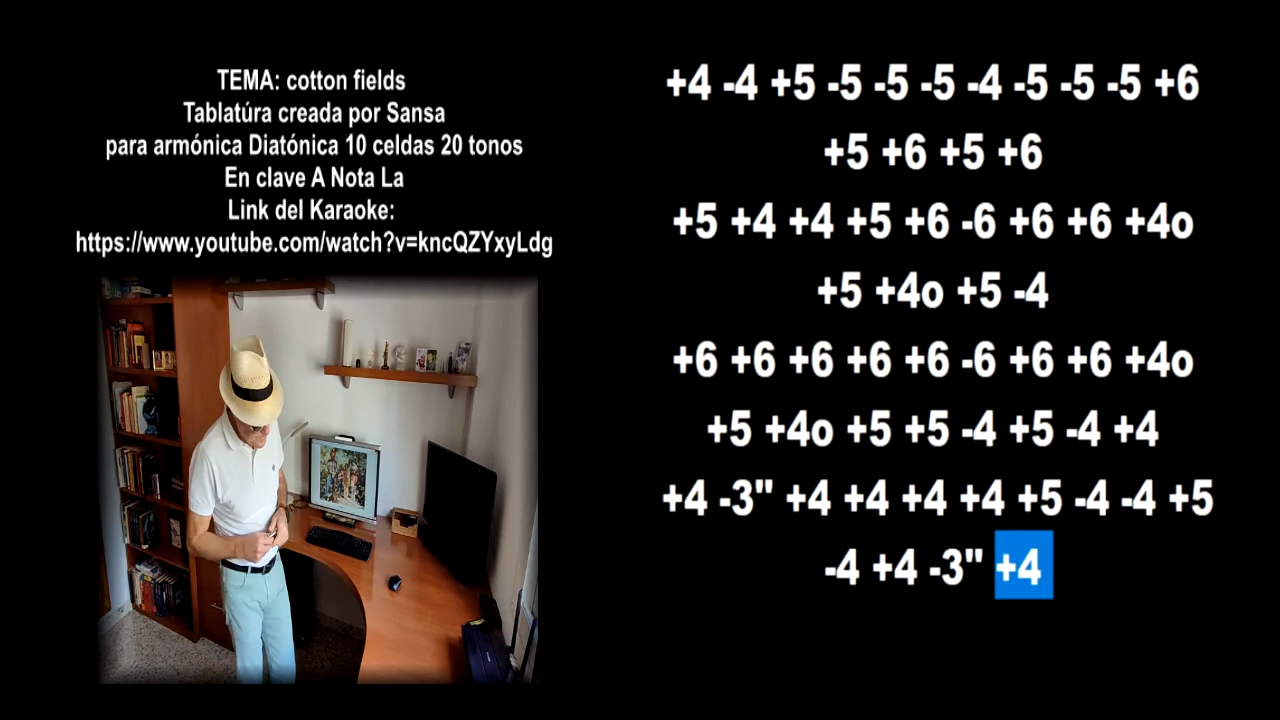 TEMA: cotton fields
Tablatúra creada por Sansa
para armónica Diatónica 10 celdas 20 tonos
En clave A Nota La
Link del Karaoke:
https://www.youtube.com/watch?v=kncQZYxyLdg
+4 -4 +5 -5 -5 -5 -4 -5 -5 -5 +6
+5 +6 +5 +6
+5 +4 +4 +5 +6 -6 +6 +6 +4o
+5 +4o +5 -4
+6 +6 +6 +6 +6 -6 +6 +6 +4o
+5 +4o +5 +5 -4 +5 -4 +4
+4 -3" +4 +4 +4 +4 +5 -4 -4 +5
-4 +4 -3" +4